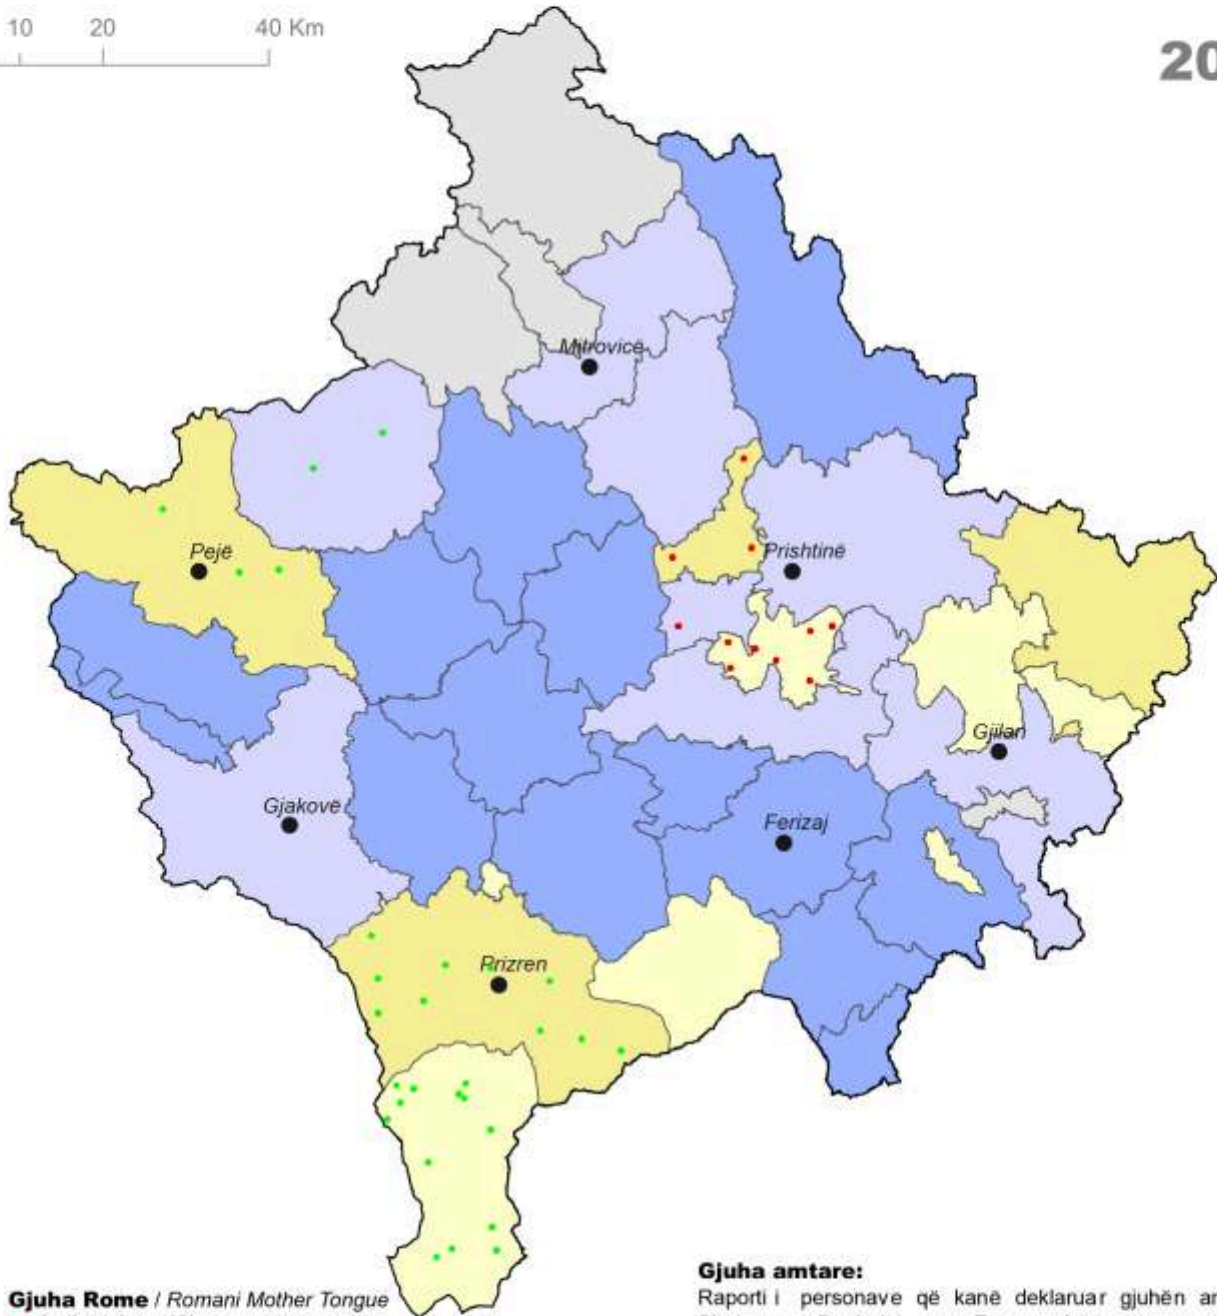 10 20 40 Km
20
Mitrovicë
Pejë
Prishtinë
Gjilan
Gjakovë
Ferizaj
Prizren
Gjuha amtare:
Gjuha Rome / Romani Mother Tongue
Raporti i personave që kanë deklaruar gjuhën am